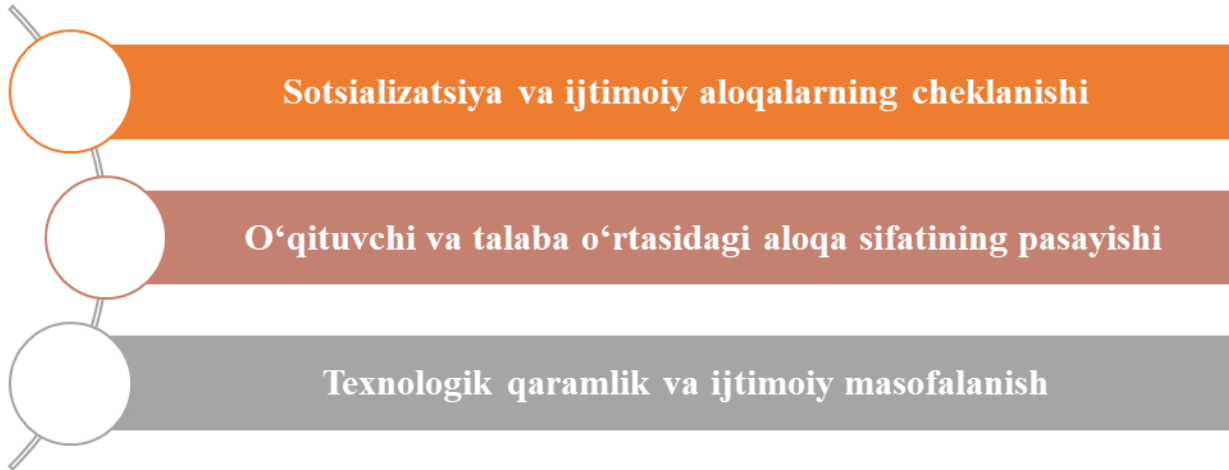 Sotsializatsiya va ijtimoiy aloqalarning cheklanishi
O‘qituvchi va talaba o‘rtasidagi aloqa sifatining pasayishi
Texnologik qaramlik va ijtimoiy masofalanish